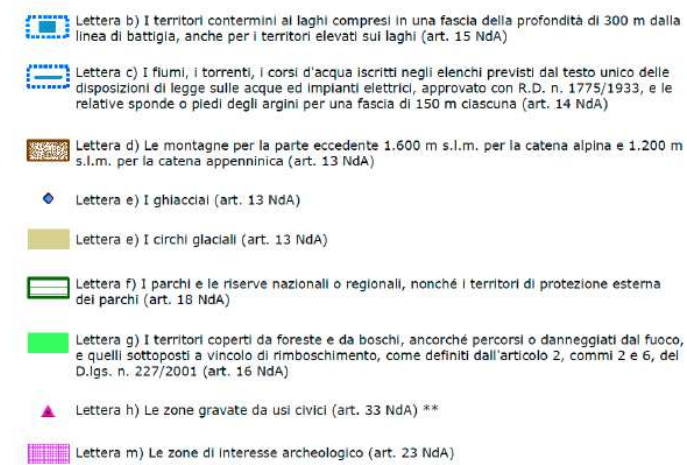 Lettera b) I territori contermini ai laghi compresi in una fascia della profondità di 300 m dalla
linea di battigia, anche per i territori elevati sui laghi (art. 15 NdA)
Lettera c) I fiumi, i torrenti, i corsi d'acqua iscritti negli elenchi previsti dal testo unico delle
disposizioni di legge sulle acque ed impianti elettrici, approvato con R.D. n. 1775/1933, e le
relative sponde o piedi degli argini per una fascia di 150 m ciascuna (art. 14 NdA)
Lettera d) Le montagne per la parte eccedente 1.600 m s.l.m. per la catena alpina e 1.200 m
s.l.m. per la catena appenninica (art. 13 NdA)
Lettera e) I ghiacciai (art. 13 NdA)
Lettera e) I circhi glaciali (art. 13 NdA)
Lettera f) I parchi e le riserve nazionali o regionali, nonché i territori di protezione esterna
dei parchi (art. 18 NdA)
Lettera g) I territori coperti da foreste e da boschi, ancorché percorsi o danneggiati dal fuoco,
e quelli sottoposti a vincolo di rimboschimento, come definiti dall'articolo 2, commi 2 e 6, del
D.lgs. n. 227/2001 (art. 16 NdA)
Lettera h) Le zone gravate da usi civici (art. 33 NdA) **
Lettera m) Le zone di interesse archeologico (art. 23 NdA)